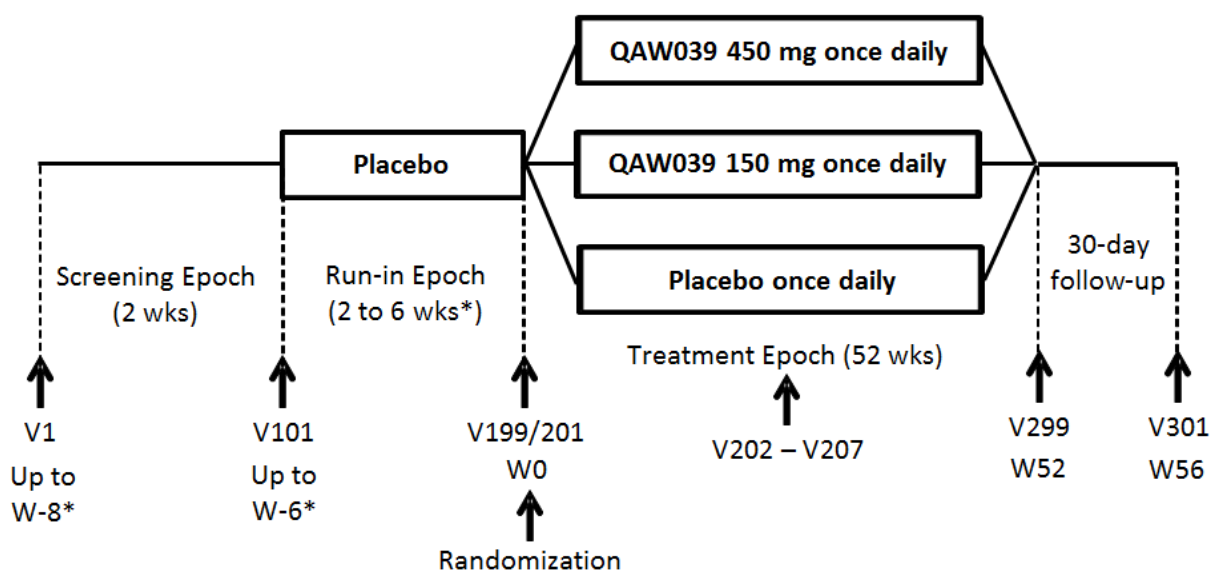 QAW039 450 mg once daily
Placebo
QAW039 150 mg once daily
Placebo once daily
Screening Epoch
(2 wks)
Run-in Epoch
(2 to 6 wks*)
30-day
follow-up
Treatment Epoch (52 wks)
V1
Up to
W-8*
V101
Up to
W-6*
V199/201
W0
Randomization
V202 – V207
V299
W52
V301
W56